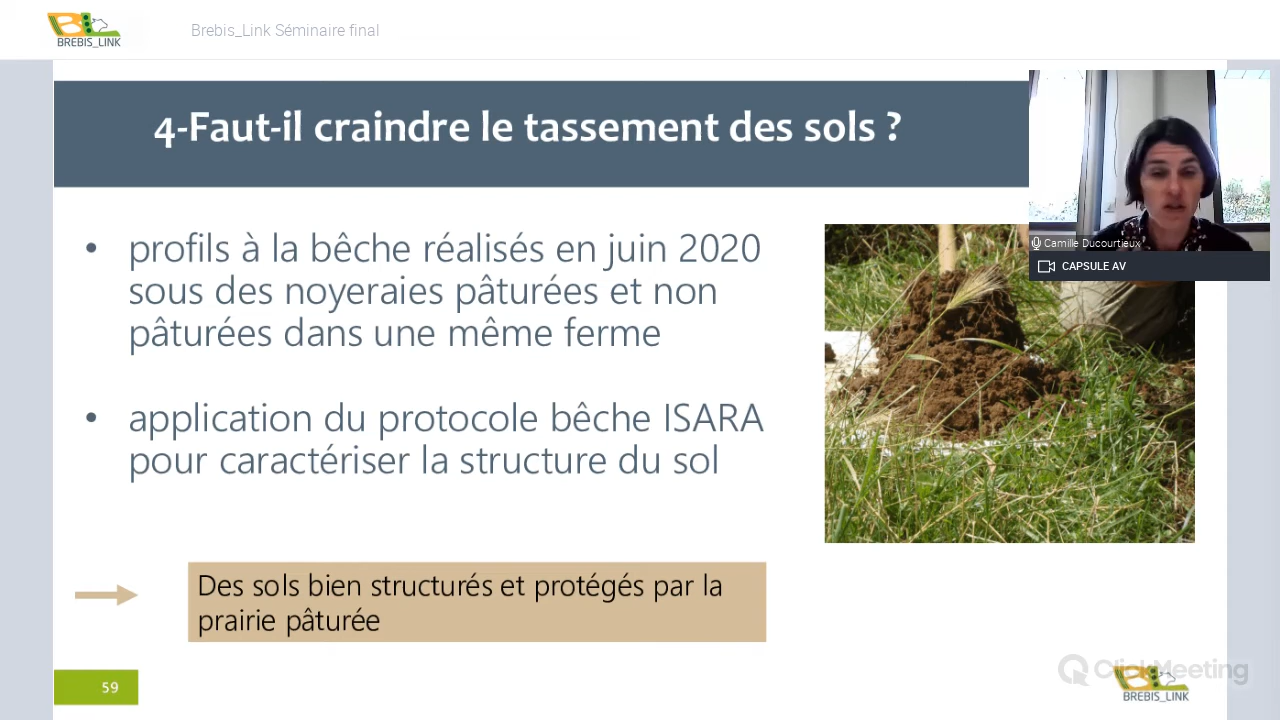 BL
BREBIS_LINK
Brebis_Link Séminaire final
4-Faut-il craindre le tassement des sols ?
Camille Ducourtieux
CAPSULE AV
• profils à la bêche réalisés en juin 2020
sous des noyeraies pâturées et non
pâturées dans une même ferme
• application du protocole bêche ISARA
pour caractériser la structure du sol
Des sols bien structurés et protégés par la
prairie pâturée
59
ClickMeeting
BL
BREBIS_LINK